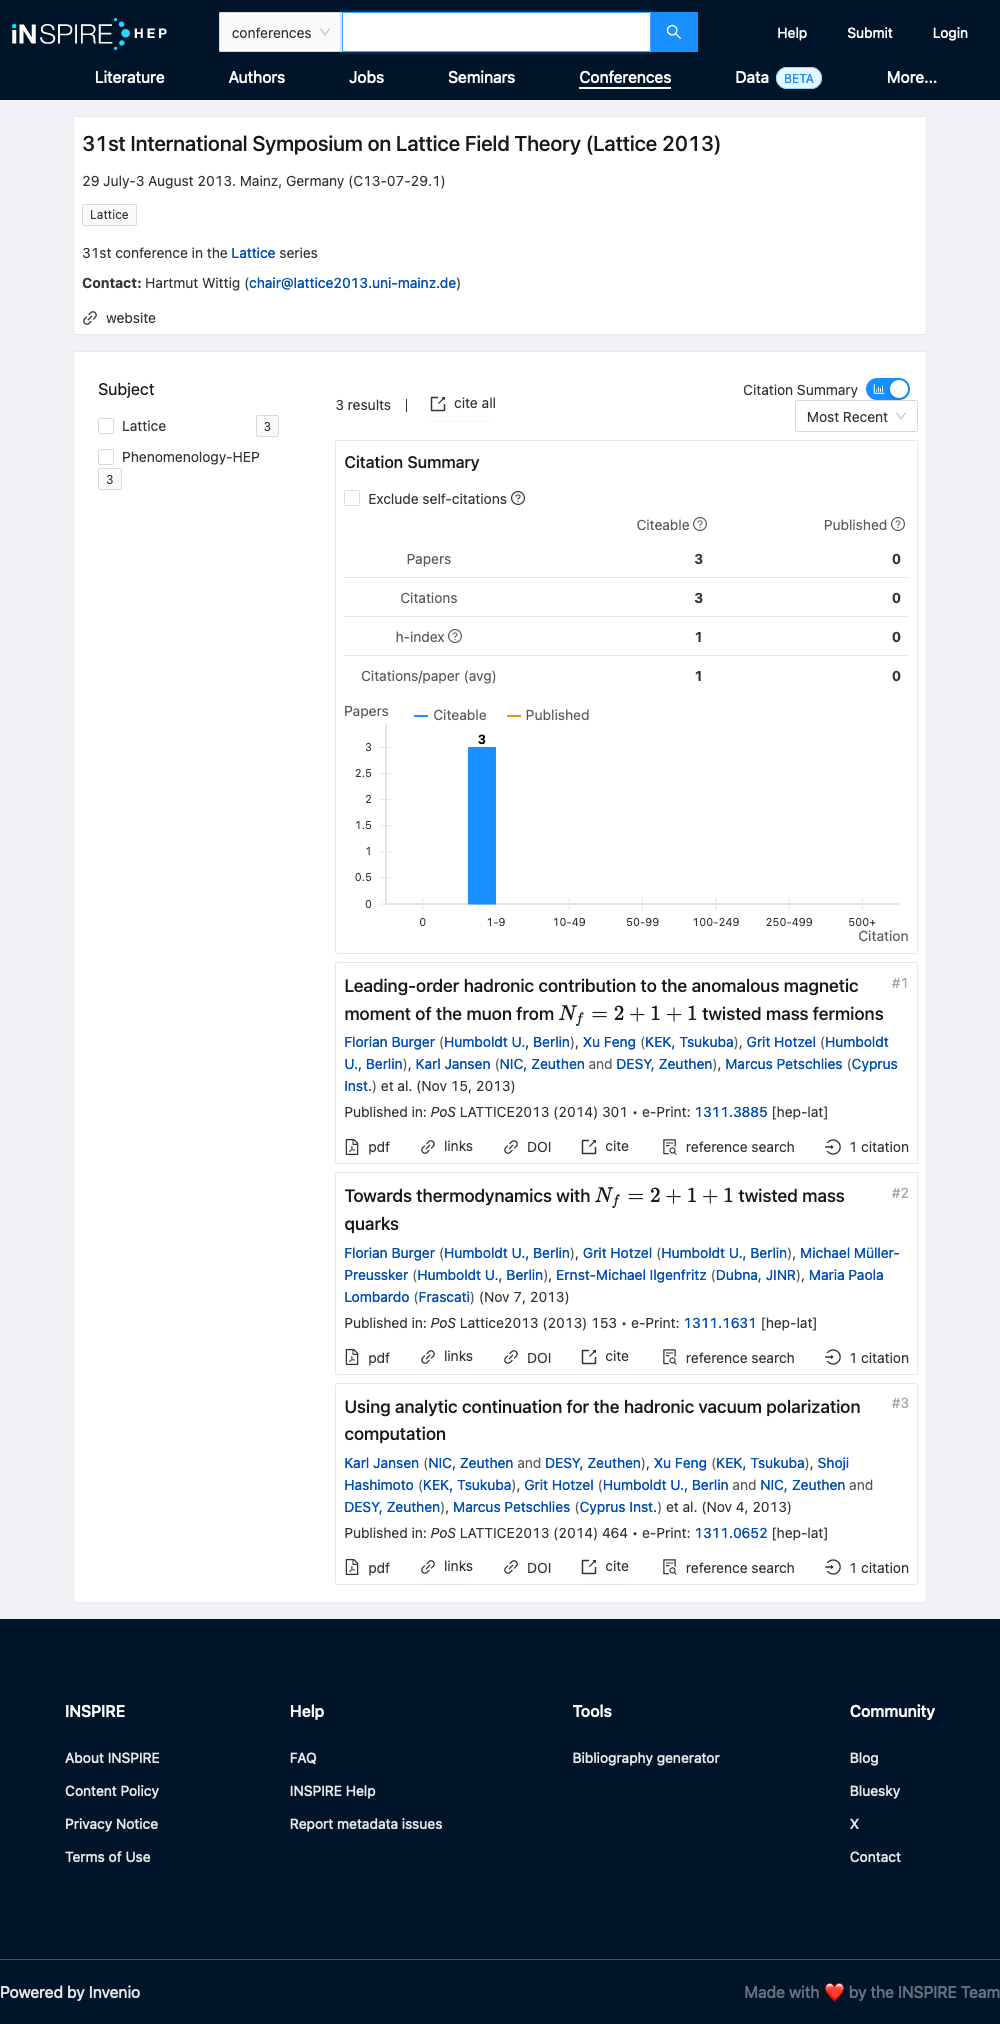 iNSPIRE HEP
conferences
Help Submit Login
Literature Authors Jobs Seminars Conferences Data BETA More...
31st International Symposium on Lattice Field Theory (Lattice 2013)
29 July-3 August 2013. Mainz, Germany (C13-07-29.1)
Lattice
31st conference in the Lattice series
Contact: Hartmut Wittig (chair@lattice2013.uni-mainz.de)
website
Subject
Lattice 3
Phenomenology-HEP
3
3 results | cite all
Citation Summary
Most Recent
Citation Summary
Exclude self-citations
Citeable Published
Papers 3 0
Citations 3 0
h-index 1 0
Citations/paper (avg) 1 0
Papers Citeable Published
3
3
2.5
2
1.5
1
0.5
0
0 1-9 10-49 50-99 100-249 250-499 500+
Citation
Leading-order hadronic contribution to the anomalous magnetic #1
moment of the muon from N_f = 2 + 1 + 1 twisted mass fermions
Florian Burger (Humboldt U., Berlin), Xu Feng (KEK, Tsukuba), Grit Hotzel (Humboldt
U., Berlin), Karl Jansen (NIC, Zeuthen and DESY, Zeuthen), Marcus Petschlies (Cyprus
Inst.) et al. (Nov 15, 2013)
Published in: PoS LATTICE2013 (2014) 301 • e-Print: 1311.3885 [hep-lat]
pdf links DOI cite reference search 1 citation
Towards thermodynamics with N_f = 2 + 1 + 1 twisted mass #2
quarks
Florian Burger (Humboldt U., Berlin), Grit Hotzel (Humboldt U., Berlin), Michael Müller-
Preussker (Humboldt U., Berlin), Ernst-Michael Ilgenfritz (Dubna, JINR), Maria Paola
Lombardo (Frascati) (Nov 7, 2013)
Published in: PoS Lattice2013 (2013) 153 • e-Print: 1311.1631 [hep-lat]
pdf links DOI cite reference search 1 citation
Using analytic continuation for the hadronic vacuum polarization #3
computation
Karl Jansen (NIC, Zeuthen and DESY, Zeuthen), Xu Feng (KEK, Tsukuba), Shoji
Hashimoto (KEK, Tsukuba), Grit Hotzel (Humboldt U., Berlin and NIC, Zeuthen and
DESY, Zeuthen), Marcus Petschlies (Cyprus Inst.) et al. (Nov 4, 2013)
Published in: PoS LATTICE2013 (2014) 464 • e-Print: 1311.0652 [hep-lat]
pdf links DOI cite reference search 1 citation
INSPIRE Help Tools Community
About INSPIRE FAQ Bibliography generator Blog
Content Policy INSPIRE Help Bluesky
Privacy Notice Report metadata issues X
Terms of Use Contact
Powered by Invenio Made with ❤️ by the INSPIRE Team